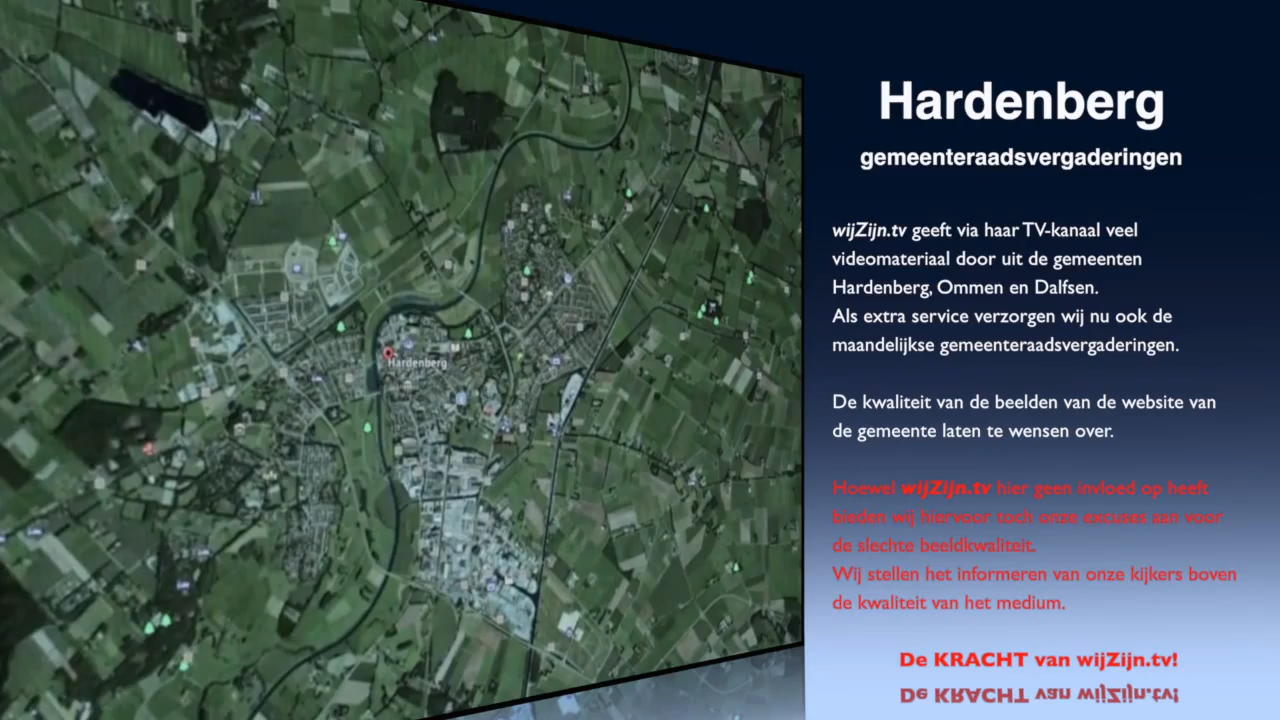 Hardenberg
gemeenteraadsvergaderingen
wijZijn.tv geeft via haar TV-kanaal veel
videomateriaal door uit de gemeenten
Hardenberg, Ommen en Dalfsen.
Als extra service verzorgen wij nu ook de
maandelijkse gemeenteraadsvergaderingen.
De kwaliteit van de beelden van de website van
de gemeente laten te wensen over.
Hoewel wijZijn.tv hier geen invloed op heeft
bieden wij hiervoor toch onze excuses aan voor
de slechte beeldkwaliteit.
Wij stellen het informeren van onze kijkers boven
de kwaliteit van het medium.
De KRACHT van wijZijn.tv!
Hardenberg